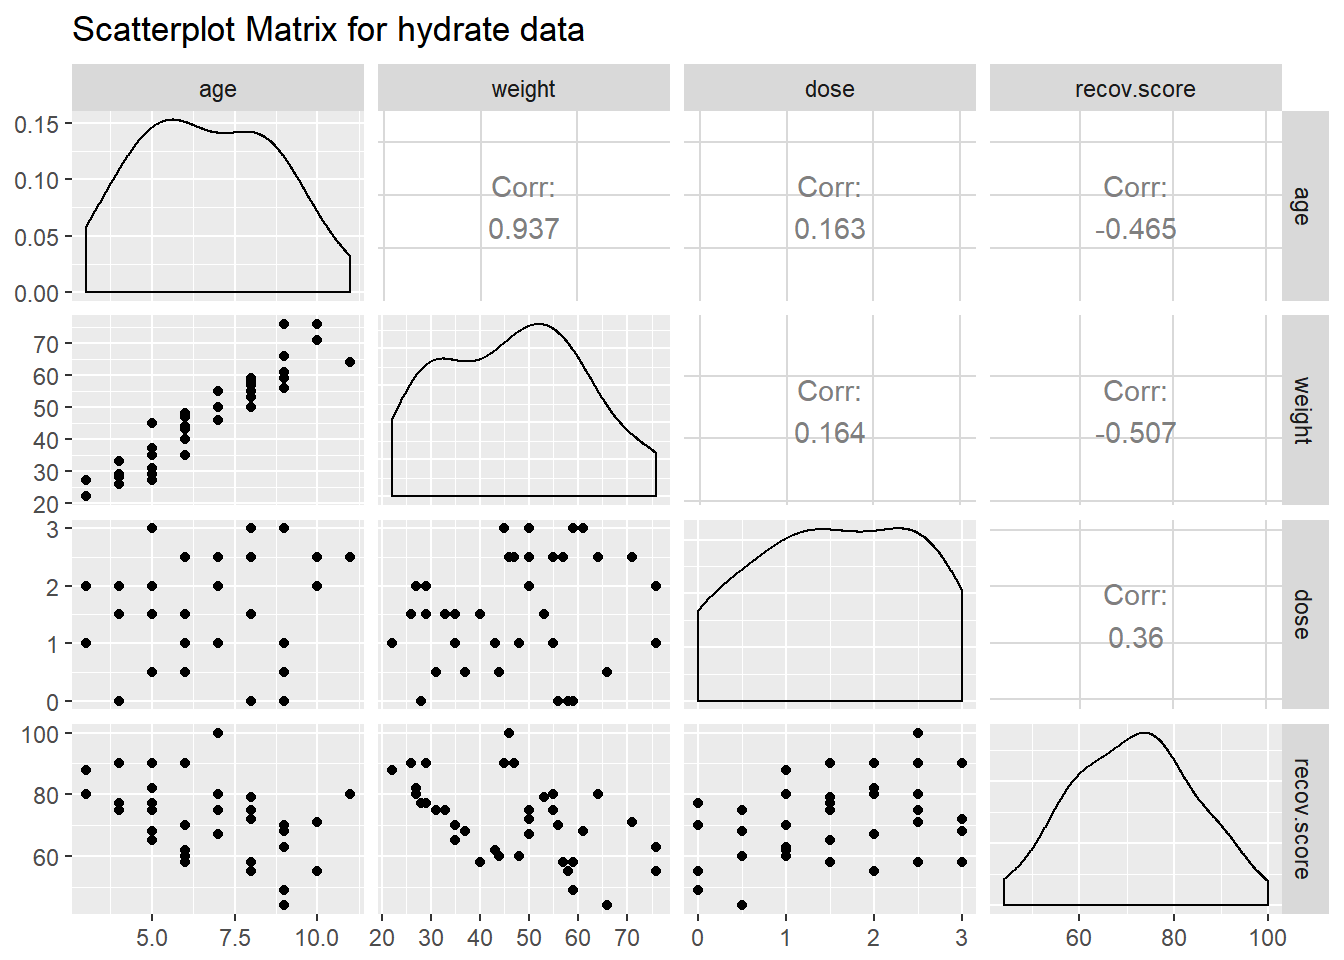 Scatterplot Matrix for hydrate data
age weight dose recov.score
0.15
0.10
0.05
0.00
Corr:
0.937
Corr:
0.163
Corr:
-0.465
age
70
60
50
40
30
20
Corr:
0.164
Corr:
-0.507
weight
3
2
1
0
Corr:
0.36
dose
100
80
60
recov.score
5.0 7.5 10.0 20 30 40 50 60 70 0 1 2 3 60 80 100